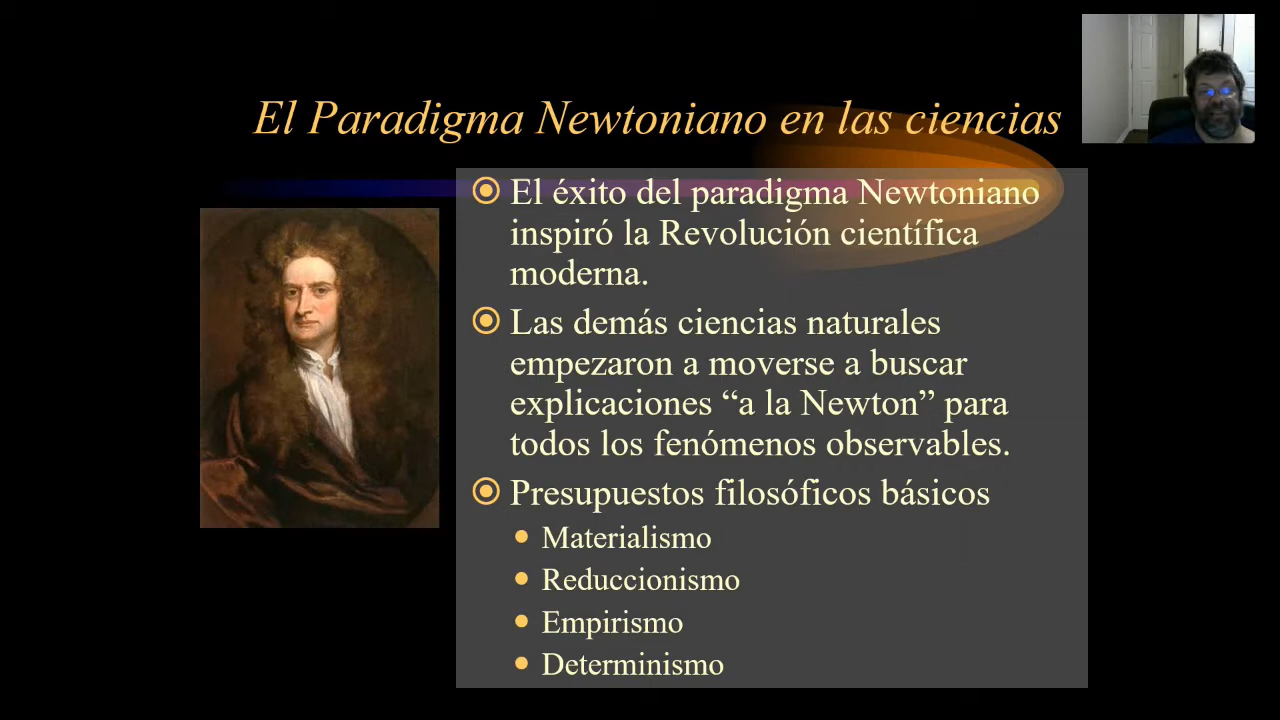 El Paradigma Newtoniano en las ciencias
El éxito del paradigma Newtoniano
inspiró la Revolución científica
moderna.
Las demás ciencias naturales
empezaron a moverse a buscar
explicaciones “a la Newton” para
todos los fenómenos observables.
Presupuestos filosóficos básicos
Materialismo
Reduccionismo
Empirismo
Determinismo